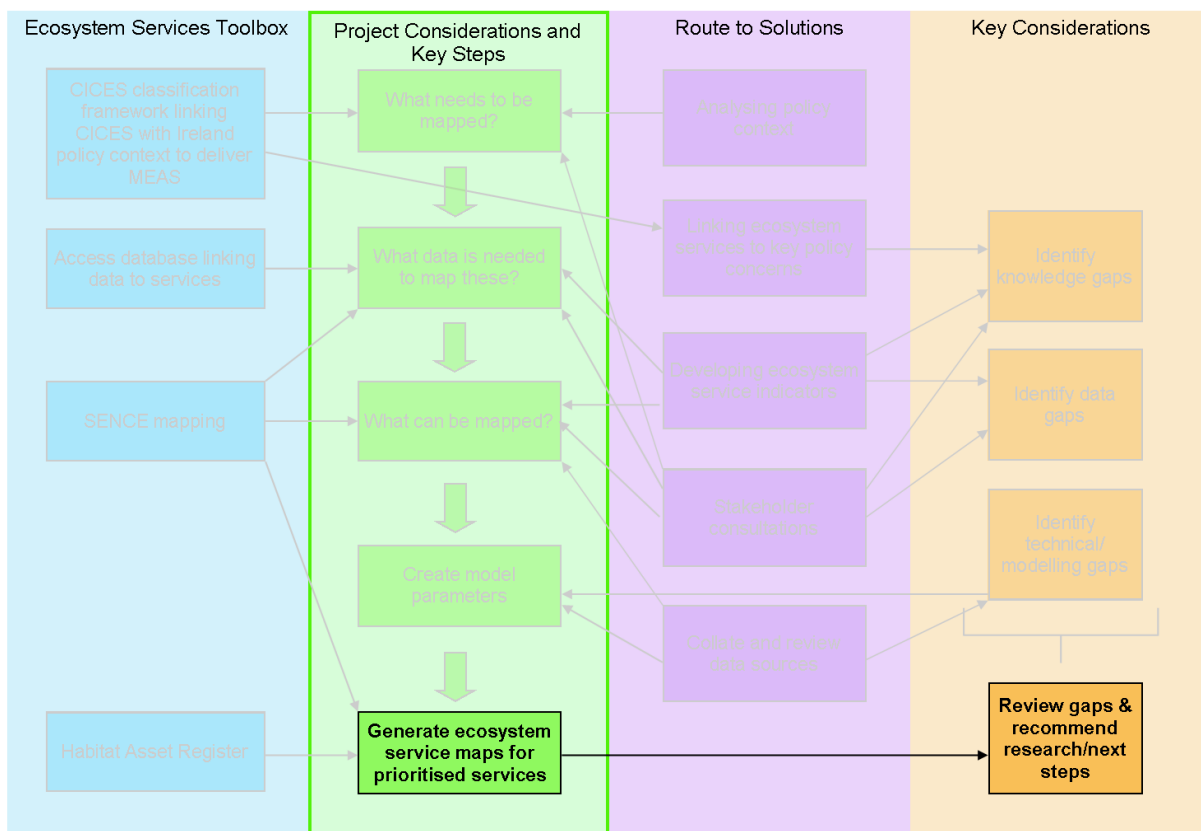 Ecosystem Services Toolbox
Project Considerations and
Key Steps
Route to Solutions
Key Considerations
CICES classification
framework linking
CICES with Ireland
policy context to deliver
MEAS
Access database linking
data to services
SENCE mapping
Habitat Asset Register
What needs to be
mapped?
What data is needed
to map these?
What can be mapped?
Create model
parameters
Generate ecosystem
service maps for
prioritised services
Analysing policy
context
Linking ecosystem
services to key policy
concerns
Developing ecosystem
service indicators
Stakeholder
consultances
Collate and review
data sources
Identify
knowledge gaps
Identify data
gaps
Identify
technical/
modelling gaps
Review gaps &
recommend
research/next
steps